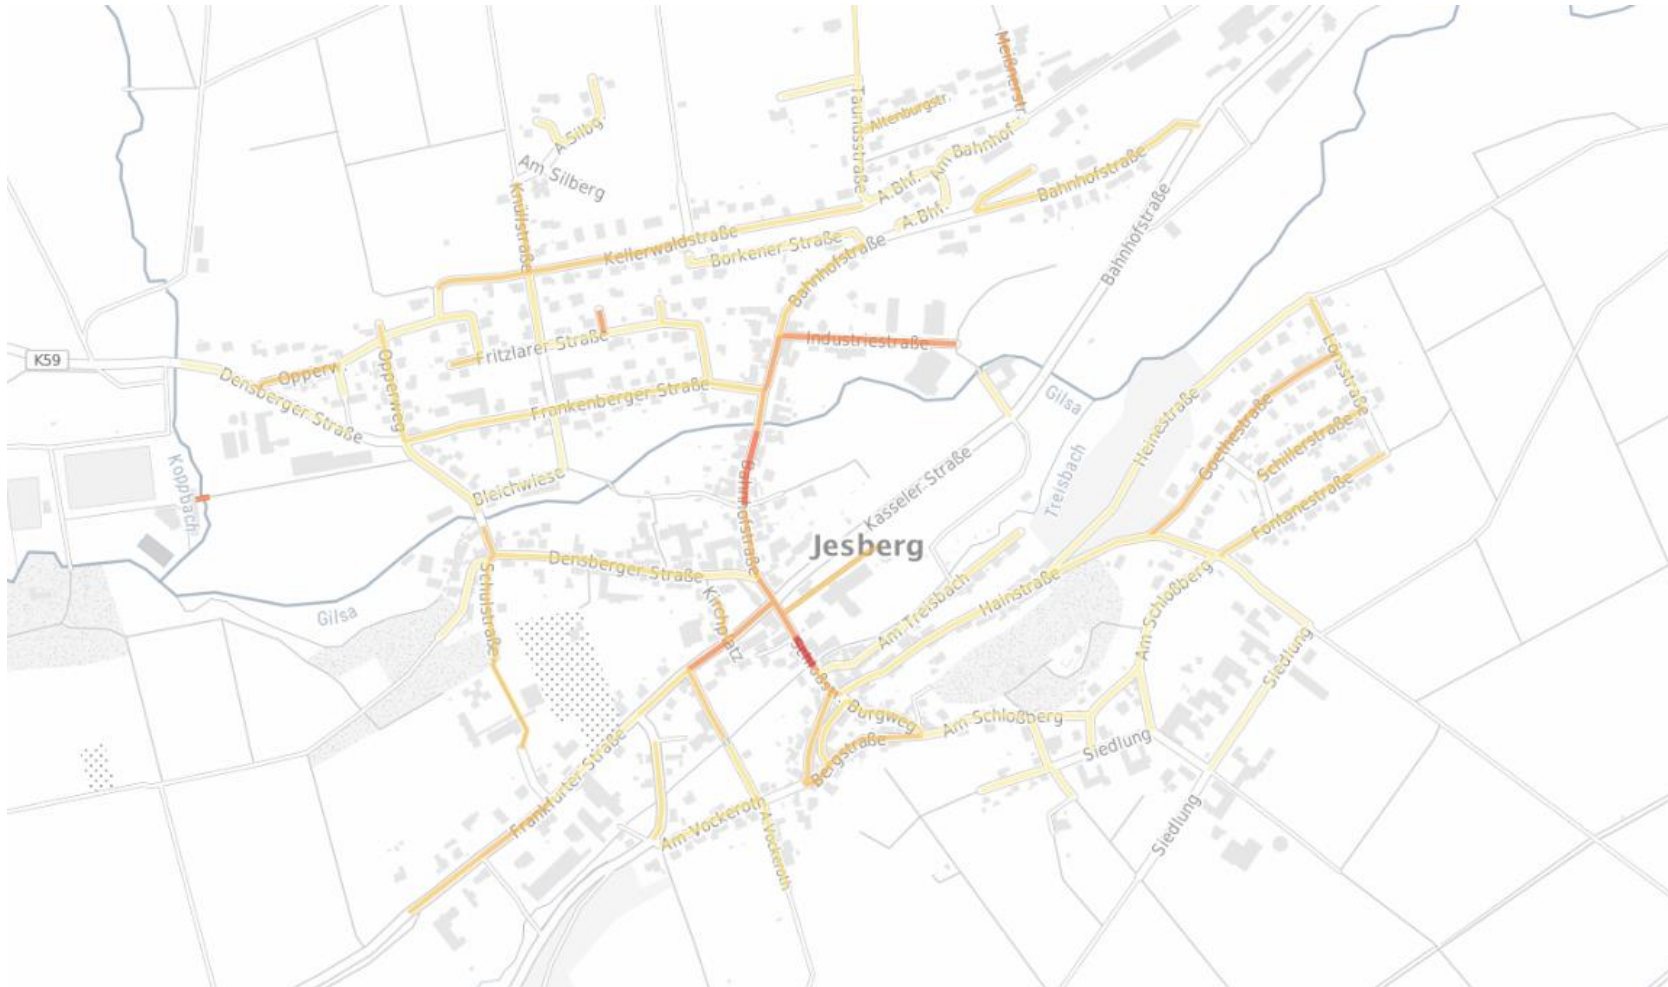 Meißnerstr.
Taunusstraße
Altenburgstr.
A.Silbg.
Am Silberg
Am Bahnhof
A.Bhf.
Bahnhofstraße
Knüllstraße
A.Bhf.
Kellerwaldstraße
Borkener Straße
Bahnhofstraße
Bahnhofstraße
Industriestraße
Fritzlarer Straße
K59
Opperw.
Opperweg
Densberger Straße
Frankenberger Straße
Gilsa
Lonsstraße
Heinestraße
Goethestraße
Schillerstraße
Fontanestraße
Koppbach
Bleichwiese
Bahnhofstraße
Kasseler Straße
Treisbach
Jesberg
Densberger Straße
Schulstraße
Gilsa
Kirchplatz
Am Treisbach
Hainstraße
Am Schloßberg
Siedlung
Schloßstr.
Burgweg
Am Schloßberg
Bergstraße
Siedlung
Frankfurter Straße
Am Vockeroth
A.Vockeroth
Siedlung